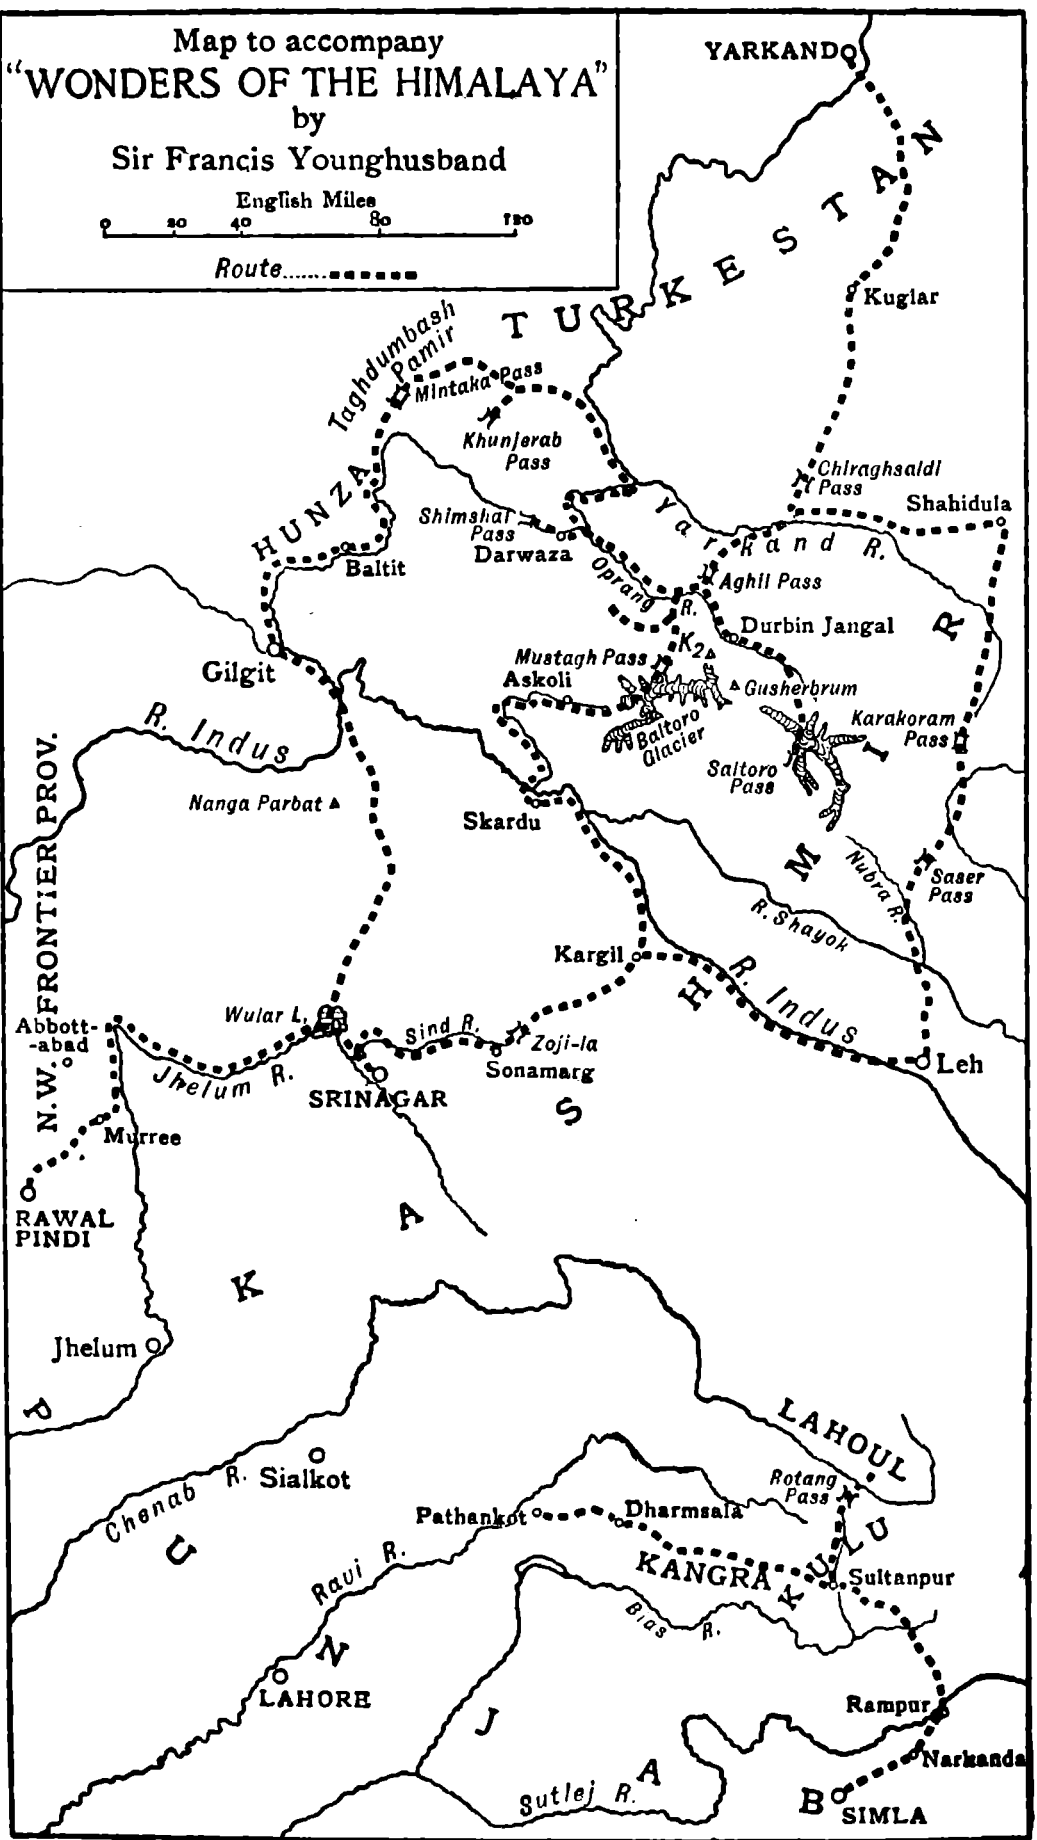 Map to accompany
"WONDERS OF THE HIMALAYA"
by
Sir Francis Younghusband
English Miles
0 20 40 80 120
Route.......
YARKAND
TURKESTAN
Kuglar
Taghdumbash
Pamir
Mintaka Pass
Khunjerab
Pass
Chiraghsaldi
Pass
Shahidula
HUNZA
Shimshal
Pass
Darwaza
Yarkand R.
Baltit
Oprang
R.
Aghil Pass
Durbin Jangal
Gilgit
K2
Mustagh Pass
Askoli
Gusherbrum
Baltoro
Glacier
Karakoram
Pass
Saltoro
Pass
R. Indus
Nanga Parbat
Skardu
N.W. FRONTIER PROV.
Nubra R.
Saser
Pass
R. Shayok
Kargil
R. Indus
Wular L.
Abbott-
-abad
Sind R.
Zoji-la
Sonamarg
Leh
Jhelum R.
SRINAGAR
Murree
RAWAL
PINDI
KASHMIR
Jhelum
LAHOUL
Rotang
Pass
Sialkot
Chenab R.
Pathankot
Dharmsala
KULU
KANGRA
Sultanpur
Ravi R.
Bias R.
LAHORE
Rampur
Narkanda
Sutlej R.
SIMLA
PUNJAB